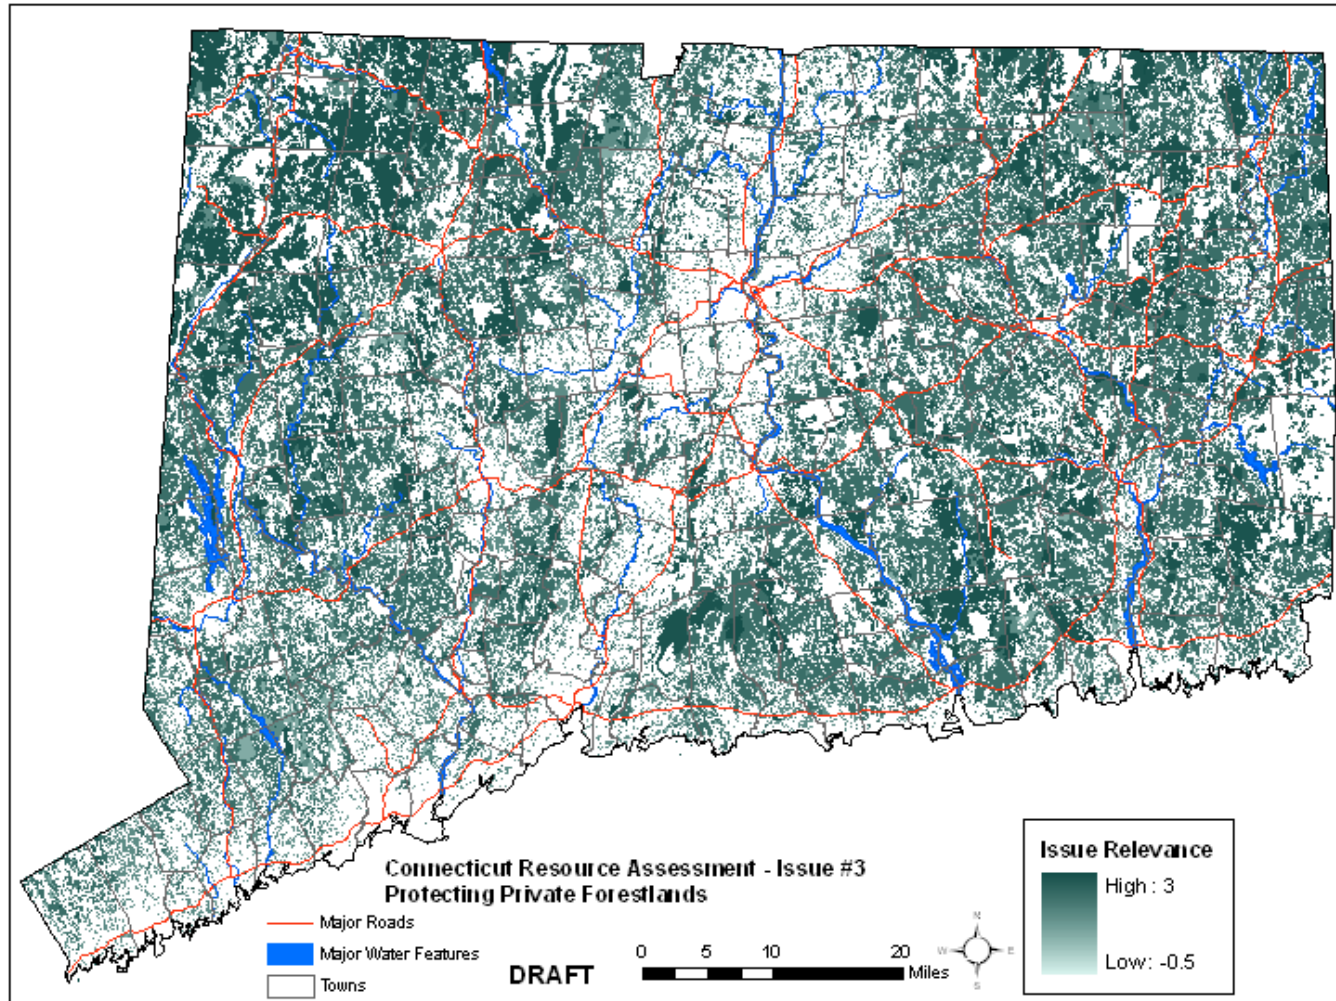 Connecticut Resource Assessment - Issue #3
Protecting Private Forestlands
Major Roads
Major Water Features
Towns
DRAFT
0 5 10 20
Miles
N
W E
S
Issue Relevance
High : 3
Low: -0.5